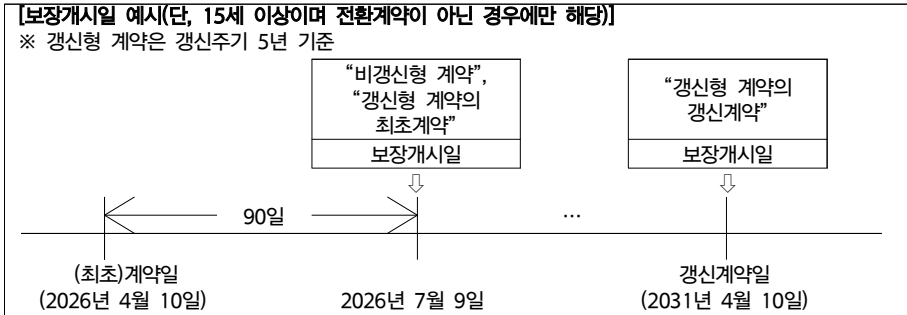 [보장개시일 예시(단, 15세 이상이며 전환계약이 아닌 경우에만 해당)]
※ 갱신형 계약은 갱신주기 5년 기준
“비갱신형 계약”,
“갱신형 계약의
최초계약”
보장개시일
“갱신형 계약의
갱신계약”
보장개시일
90일
…
(최초)계약일
(2026년 4월 10일)
2026년 7월 9일
갱신계약일
(2031년 4월 10일)